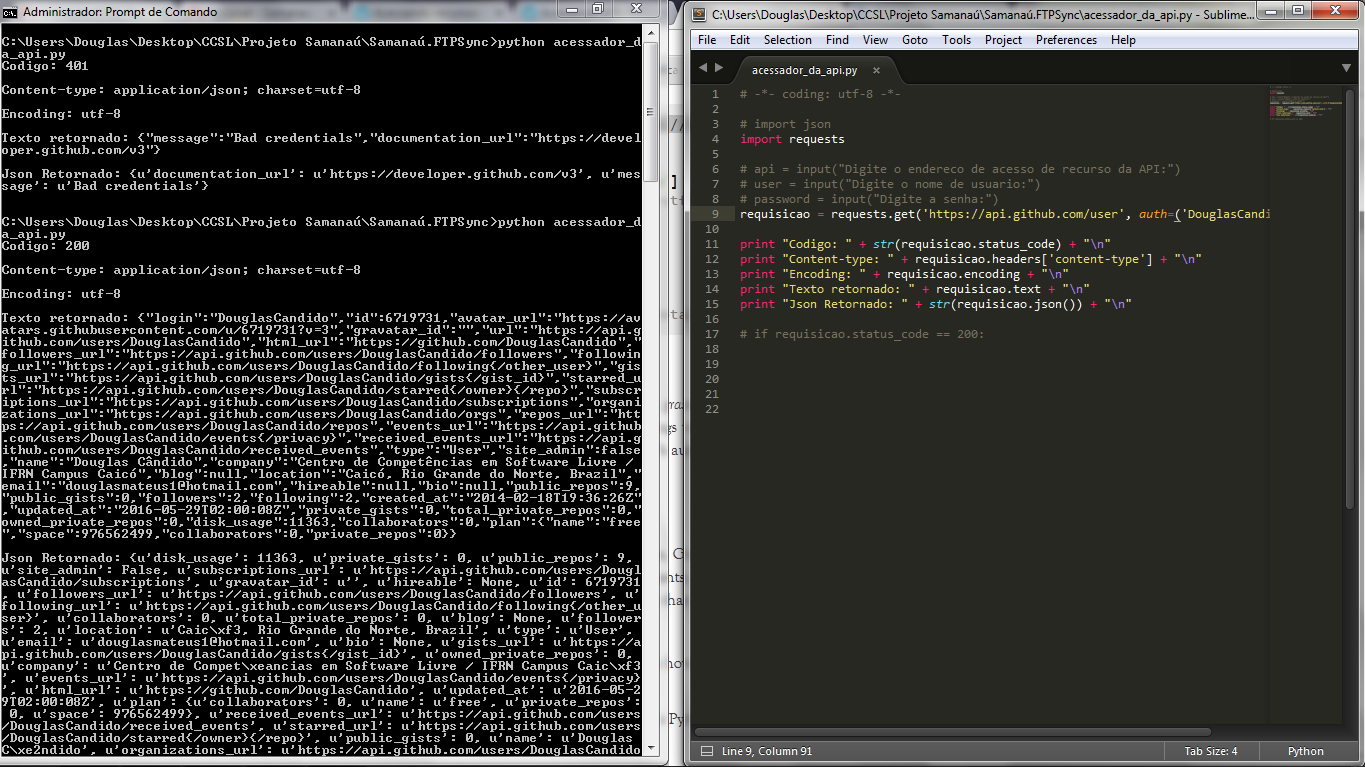 Administrador: Prompt de Comando
C:\Users\Douglas\Desktop\CCSL\Projeto Samanaú\Samanaú.FTPSync>python acessador_d
a_api.py
Codigo: 401
Content-type: application/json; charset=utf-8
Encoding: utf-8
Texto retornado: {"message":"Bad credentials","documentation_url":"https://devel
oper.github.com/v3"}
Json Retornado: {u'documentation_url': u'https://developer.github.com/v3', u'mes
sage': u'Bad credentials'}
C:\Users\Douglas\Desktop\CCSL\Projeto Samanaú\Samanaú.FTPSync>python acessador_d
a_api.py
Codigo: 200
Content-type: application/json; charset=utf-8
Encoding: utf-8
Texto retornado: {"login":"DouglasCandido","id":6719731,"avatar_url":"https://av
atars.githubusercontent.com/u/6719731?v=3","gravatar_id":"","url":"https://api.g
ithub.com/users/DouglasCandido","html_url":"https://github.com/DouglasCandido","
followers_url":"https://api.github.com/users/DouglasCandido/followers","followin
g_url":"https://api.github.com/users/DouglasCandido/following{/other_user}","gis
ts_url":"https://api.github.com/users/DouglasCandido/gists{/gist_id}","starred_u
rl":"https://api.github.com/users/DouglasCandido/starred{/owner}{/repo}","subscr
iptions_url":"https://api.github.com/users/DouglasCandido/subscriptions","organi
zations_url":"https://api.github.com/users/DouglasCandido/orgs","repos_url":"htt
ps://api.github.com/users/DouglasCandido/repos","events_url":"https://api.github
.com/users/DouglasCandido/events{/privacy}","received_events_url":"https://api.g
ithub.com/users/DouglasCandido/received_events","type":"User","site_admin":false
,"name":"Douglas Cândido","company":"Centro de Competências em Software Livre /
IFRN Campus Caicó","blog":null,"location":"Caicó, Rio Grande do Norte, Brazil","
email":"douglasmateus1@hotmail.com","hireable":null,"bio":null,"public_repos":9,
"public_gists":0,"followers":2,"following":2,"created_at":"2014-02-18T19:36:26Z"
,"updated_at":"2016-05-29T02:00:08Z","private_gists":0,"total_private_repos":0,"
owned_private_repos":0,"disk_usage":11363,"collaborators":0,"plan":{"name":"free
","space":976562499,"collaborators":0,"private_repos":0}}
Json Retornado: {u'disk_usage': 11363, u'private_gists': 0, u'public_repos': 9,
u'site_admin': False, u'subscriptions_url': u'https://api.github.com/users/Dougl
asCandido/subscriptions', u'gravatar_id': u'', u'hireable': None, u'id': 6719731
, u'followers_url': u'https://api.github.com/users/DouglasCandido/followers', u'
following_url': u'https://api.github.com/users/DouglasCandido/following{/other_u
ser}', u'collaborators': 0, u'total_private_repos': 0, u'blog': None, u'follower
s': 2, u'location': u'Caic\xf3, Rio Grande do Norte, Brazil', u'type': u'User',
u'email': u'douglasmateus1@hotmail.com', u'bio': None, u'gists_url': u'https://a
pi.github.com/users/DouglasCandido/gists{/gist_id}', u'owned_private_repos': 0,
u'company': u'Centro de Compet\xeancias em Software Livre / IFRN Campus Caic\xf3
', u'events_url': u'https://api.github.com/users/DouglasCandido/events{/privacy}
', u'html_url': u'https://github.com/DouglasCandido', u'updated_at': u'2016-05-2
9T02:00:08Z', u'plan': {u'collaborators': 0, u'name': u'free', u'private_repos':
 0, u'space': 976562499}, u'received_events_url': u'https://api.github.com/users
/DouglasCandido/received_events', u'starred_url': u'https://api.github.com/users
/DouglasCandido/starred{/owner}{/repo}', u'public_gists': 0, u'name': u'Douglas
C\xe2ndido', u'organizations_url': u'https://api.github.com/users/DouglasCandido
C:\Users\Douglas\Desktop\CCSL\Projeto Samanaú\Samanaú.FTPSync\acessador_da_api.py - Sublime...
File Edit Selection Find View Goto Tools Project Preferences Help
acessador_da_api.py
1 # -*- coding: utf-8 -*-
2
3 # import json
4 import requests
5
6 # api = input("Digite o endereco de acesso de recurso da API:")
7 # user = input("Digite o nome de usuario:")
8 # password = input("Digite a senha:")
9 requisicao = requests.get('https://api.github.com/user', auth=('DouglasCandi
10
11 print "Codigo: " + str(requisicao.status_code) + "\n"
12 print "Content-type: " + requisicao.headers['content-type'] + "\n"
13 print "Encoding: " + requisicao.encoding + "\n"
14 print "Texto retornado: " + requisicao.text + "\n"
15 print "Json Retornado: " + str(requisicao.json()) + "\n"
16
17 # if requisicao.status_code == 200:
18
19
20
21
22
Line 9, Column 91
Tab Size: 4
Python